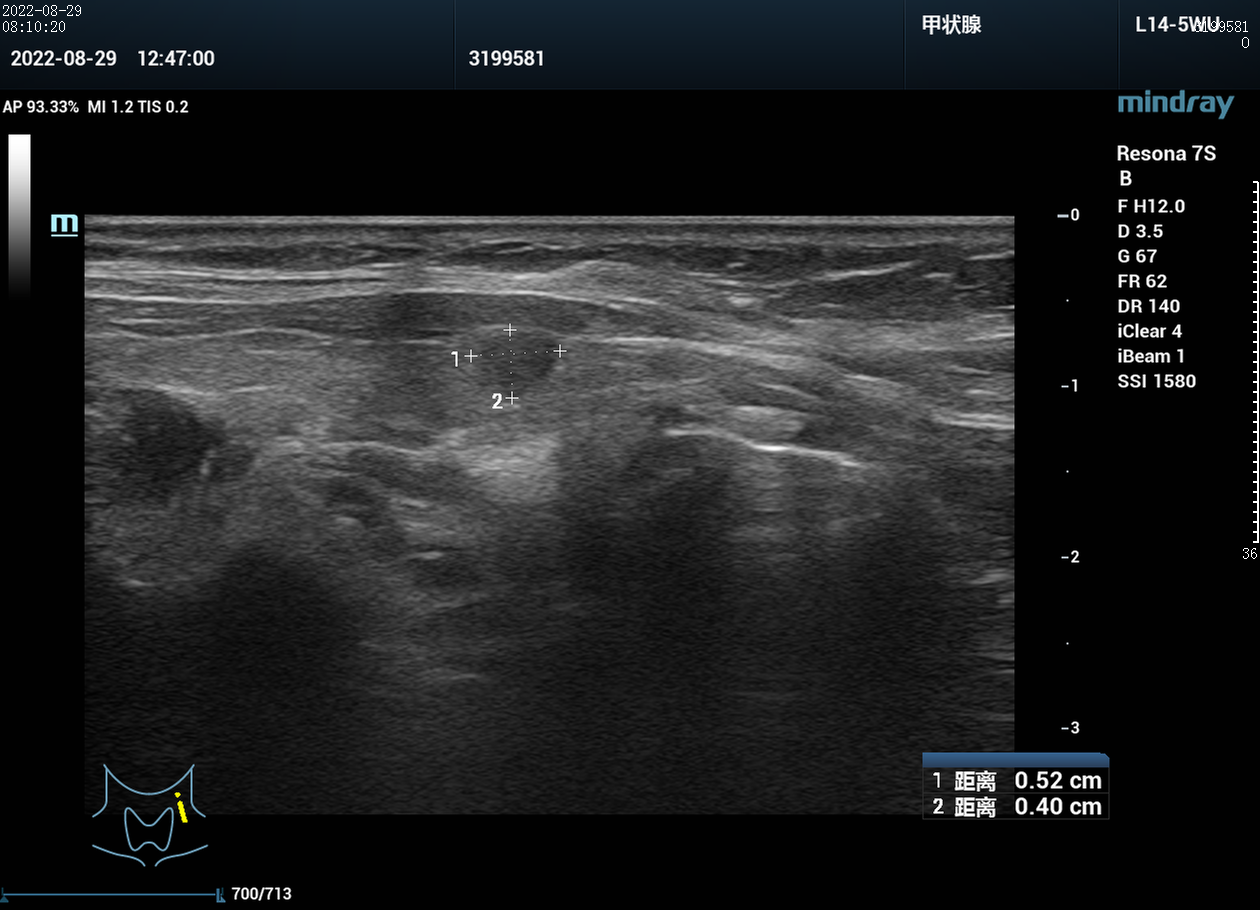 2022-08-29
08:10:20
2022-08-29 12:47:00
3199581
甲状腺
L14-5WU
3199581
0
AP 93.33% MI 1.2 TIS 0.2
mindray
Resona 7S
B
F H12.0
D 3.5
G 67
FR 62
DR 140
iClear 4
iBeam 1
SSI 1580
m
0
1
2
-1
-2
-3
36
1 距离 0.52 cm
2 距离 0.40 cm
i
700/713